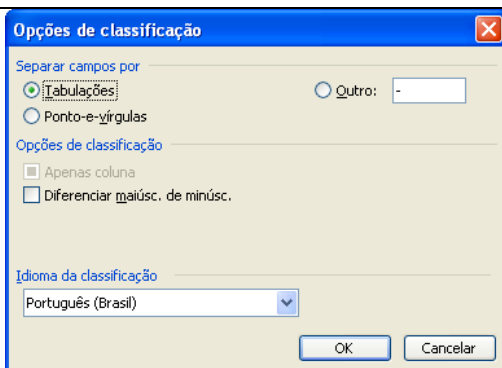 Opções de classificação
Separar campos por
Tabulações
Outro: -
Ponto-e-vírgulas
Opções de classificação
Apenas coluna
Diferenciar maiúsc. de minúsc.
Idioma da classificação
Português (Brasil)
OK Cancelar